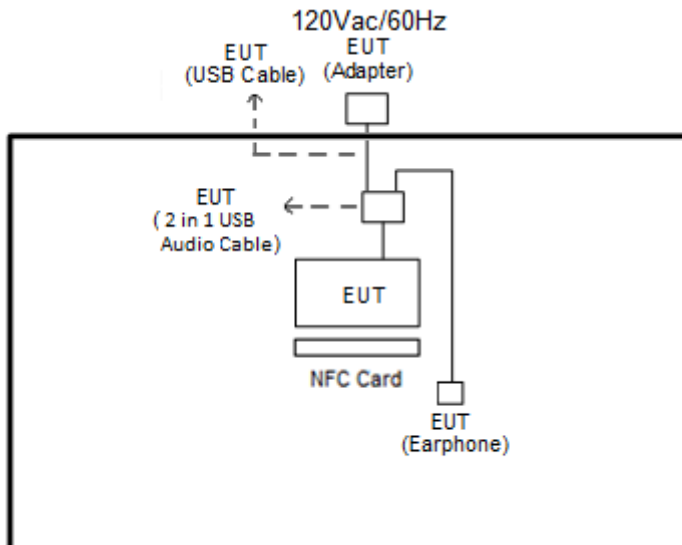 120Vac/60Hz
EUT
(USB Cable)
EUT
(Adapter)
EUT
( 2 in 1 USB
Audio Cable)
EUT
NFC Card
EUT
(Earphone)